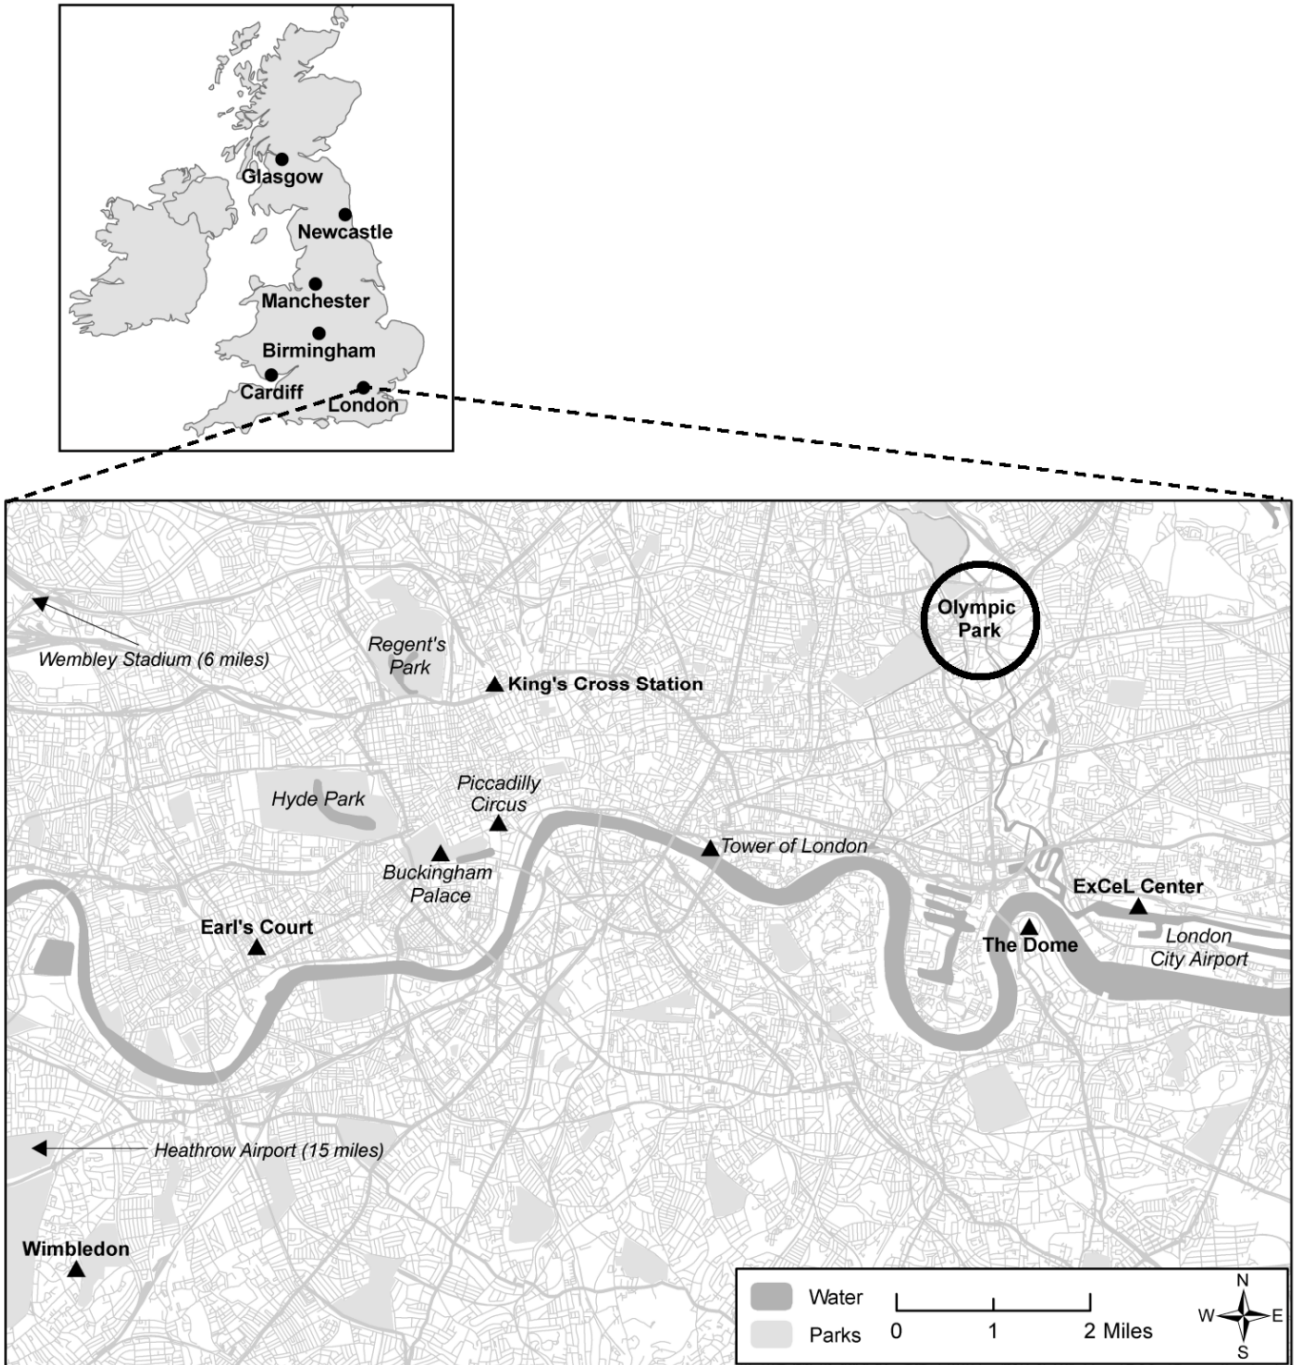 Glasgow
Newcastle
Manchester
Birmingham
Cardiff
London
Olympic
Park
Wembley Stadium (6 miles)
Regent's
Park
King's Cross Station
Hyde Park
Piccadilly
Circus
Tower of London
Buckingham
Palace
ExCeL Center
Earl's Court
The Dome
London
City Airport
Heathrow Airport (15 miles)
Wimbledon
Water
Parks
0 1 2 Miles
N
W E
S